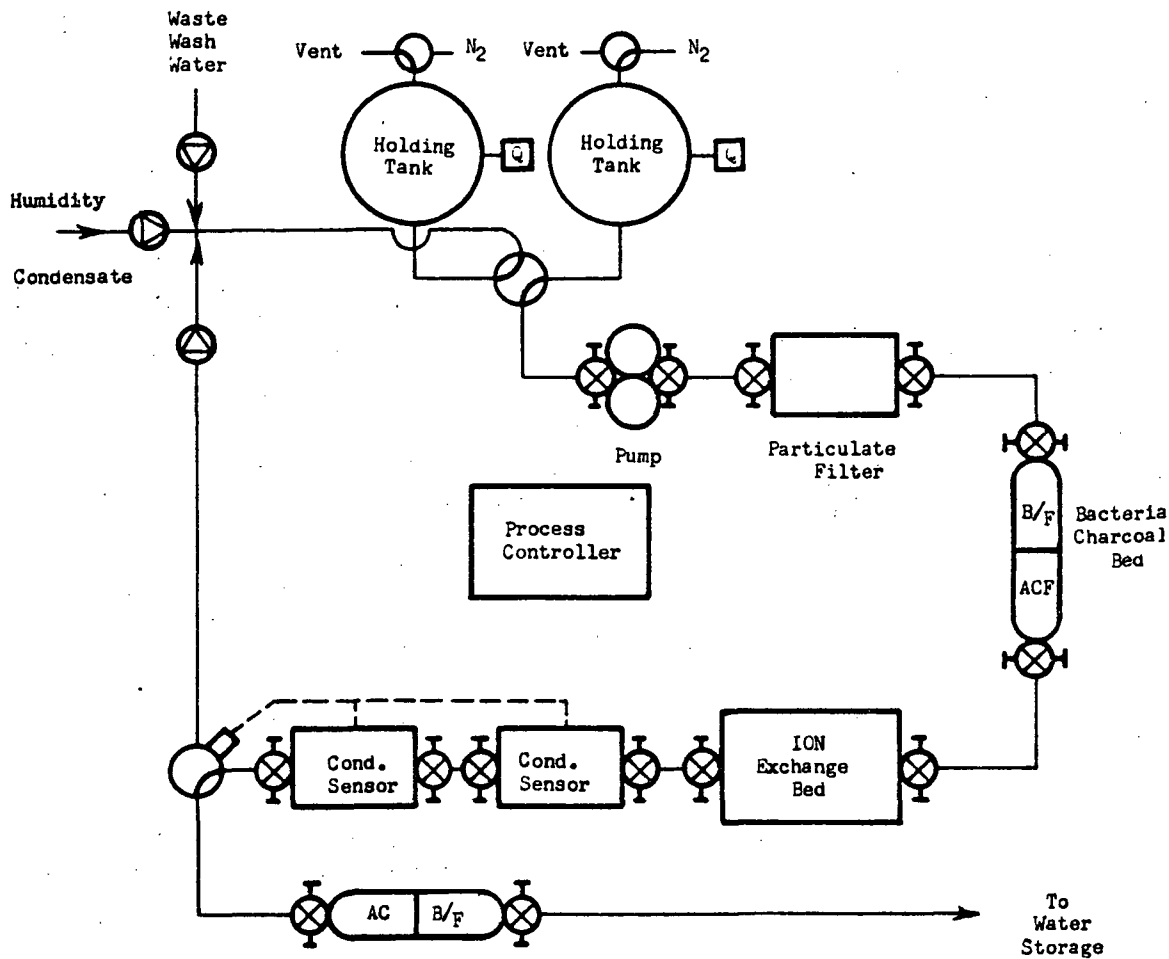 Waste
Wash
Water
Vent
N2
Vent
N2
Holding
Tank
Q
Holding
Tank
Humidity
Condensate
Pump
Particulate
Filter
Process
Controller
B/F
ACF
Bacteria
Charcoal
Bed
Cond.
Sensor
Cond.
Sensor
ION
Exchange
Bed
AC
B/F
To
Water
Storage